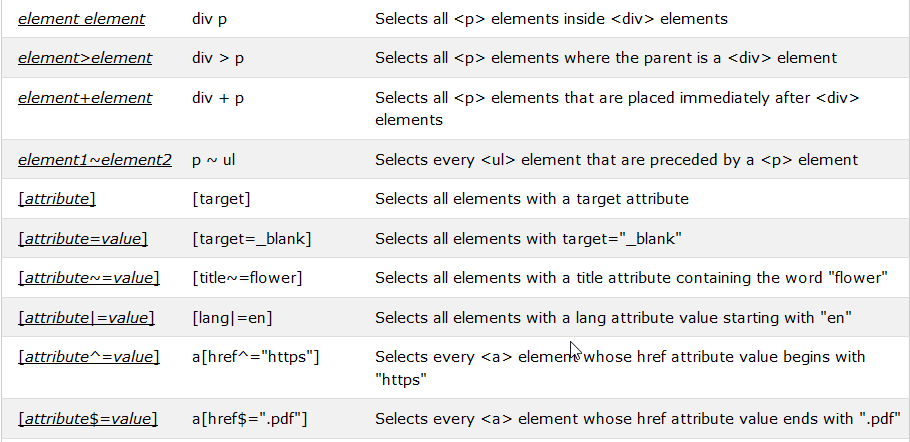 element element div p Selects all <p> elements inside <div> elements
element>element div > p Selects all <p> elements where the parent is a <div> element
element+element div + p Selects all <p> elements that are placed immediately after <div>
elements
element1~element2 p ~ ul Selects every <ul> element that are preceded by a <p> element
[attribute] [target] Selects all elements with a target attribute
[attribute=value] [target=_blank] Selects all elements with target="_blank"
[attribute~=value] [title~=flower] Selects all elements with a title attribute containing the word "flower"
[attribute|=value] [lang|=en] Selects all elements with a lang attribute value starting with "en"
[attribute^=value] a[href^="https"] Selects every <a> element whose href attribute value begins with
"https"
[attribute$=value] a[href$=".pdf"] Selects every <a> element whose href attribute value ends with ".pdf"